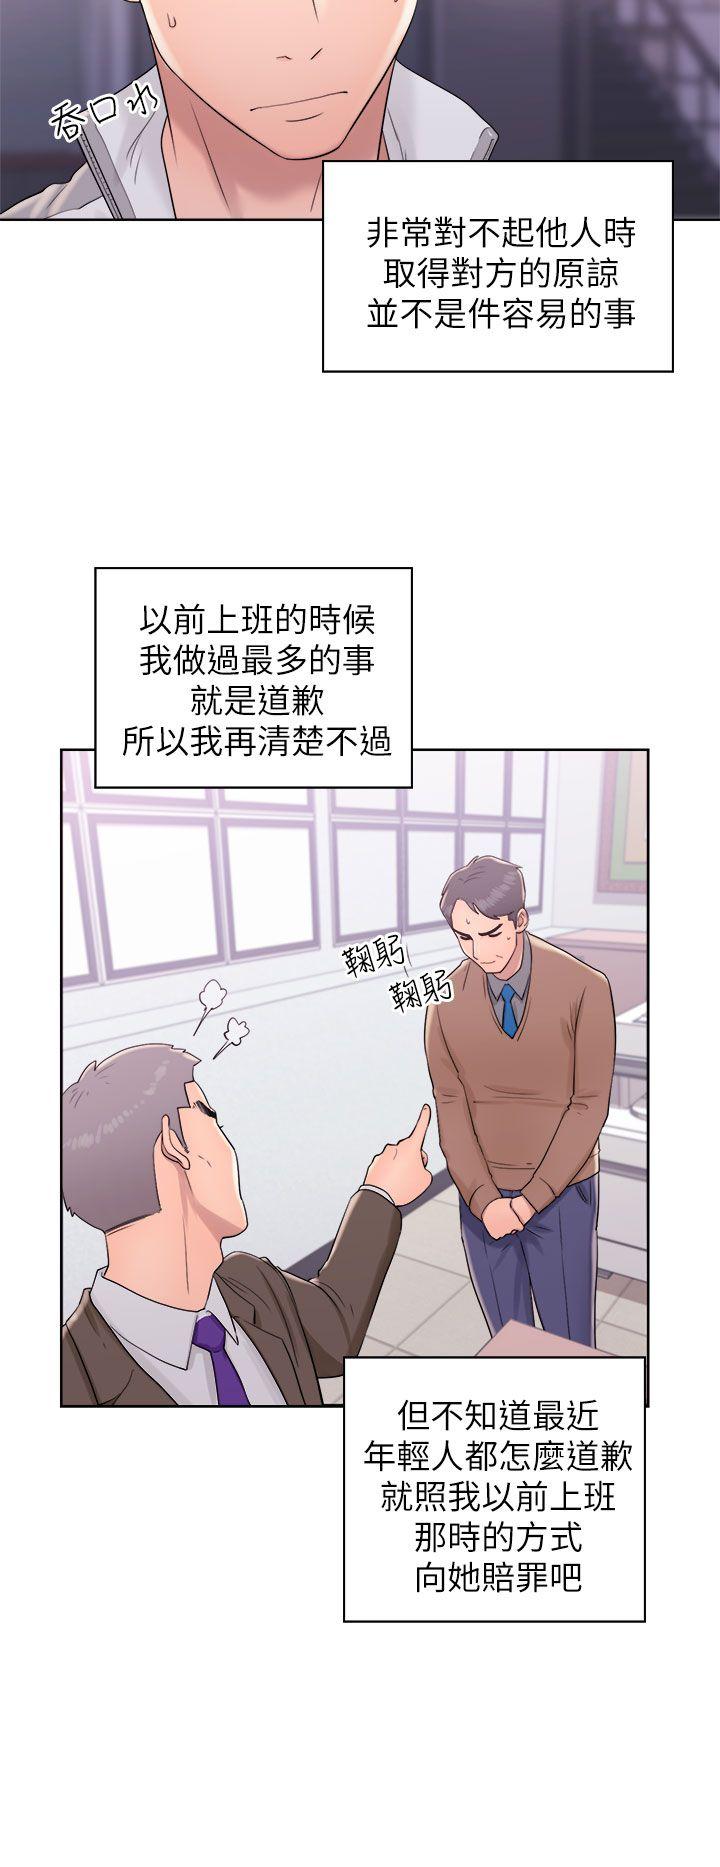 吞口水
非常對不起他人時
取得對方的原諒
並不是件容易的事
以前上班的時候
我做過最多的事
就是道歉
所以我再清楚不過
鞠躬
鞠躬
但不知道最近
年輕人都怎麼道歉
就照我以前上班
那時的方式
向她賠罪吧